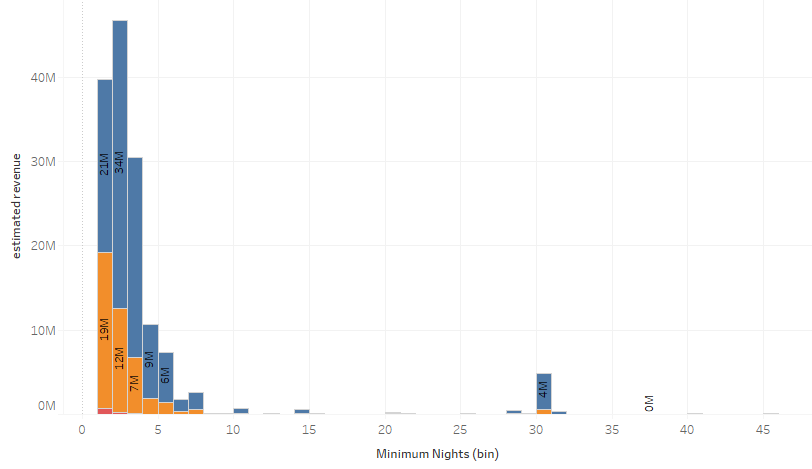 40M
30M
20M
10M
0M
estimated revenue
21M
34M
19M
12M
7M
9M
6M
4M
0M
0 5 10 15 20 25 30 35 40 45
Minimum Nights (bin)